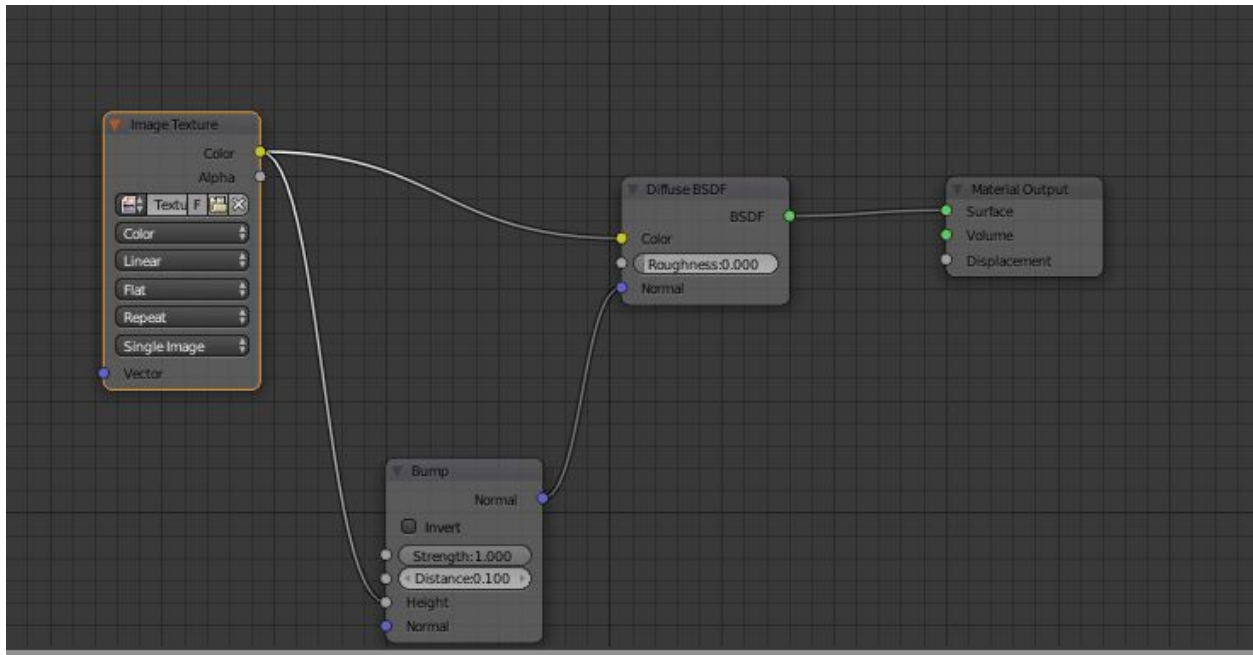 Image Texture
Color
Alpha
Textu F
Color
Linear
Flat
Repeat
Single Image
Vector
Diffuse BSDF
BSDF
Color
Roughness:0.000
Normal
Material Output
Surface
Volume
Displacement
Bump
Normal
Invert
Strength:1.000
Distance:0.100
Height
Normal